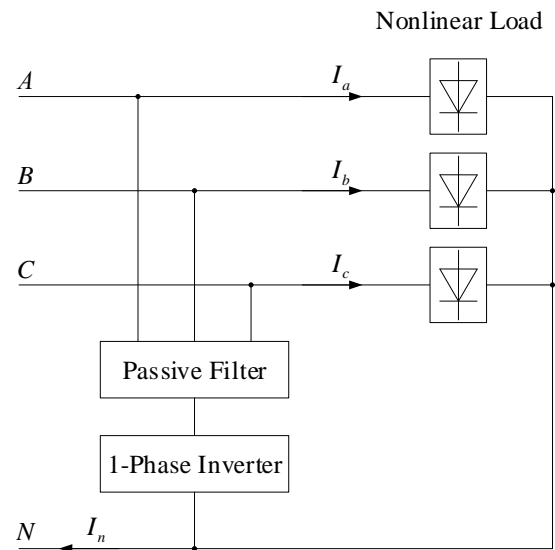 Nonlinear Load
A
I_a
B
I_b
C
I_c
Passive Filter
1-Phase Inverter
N
I_n